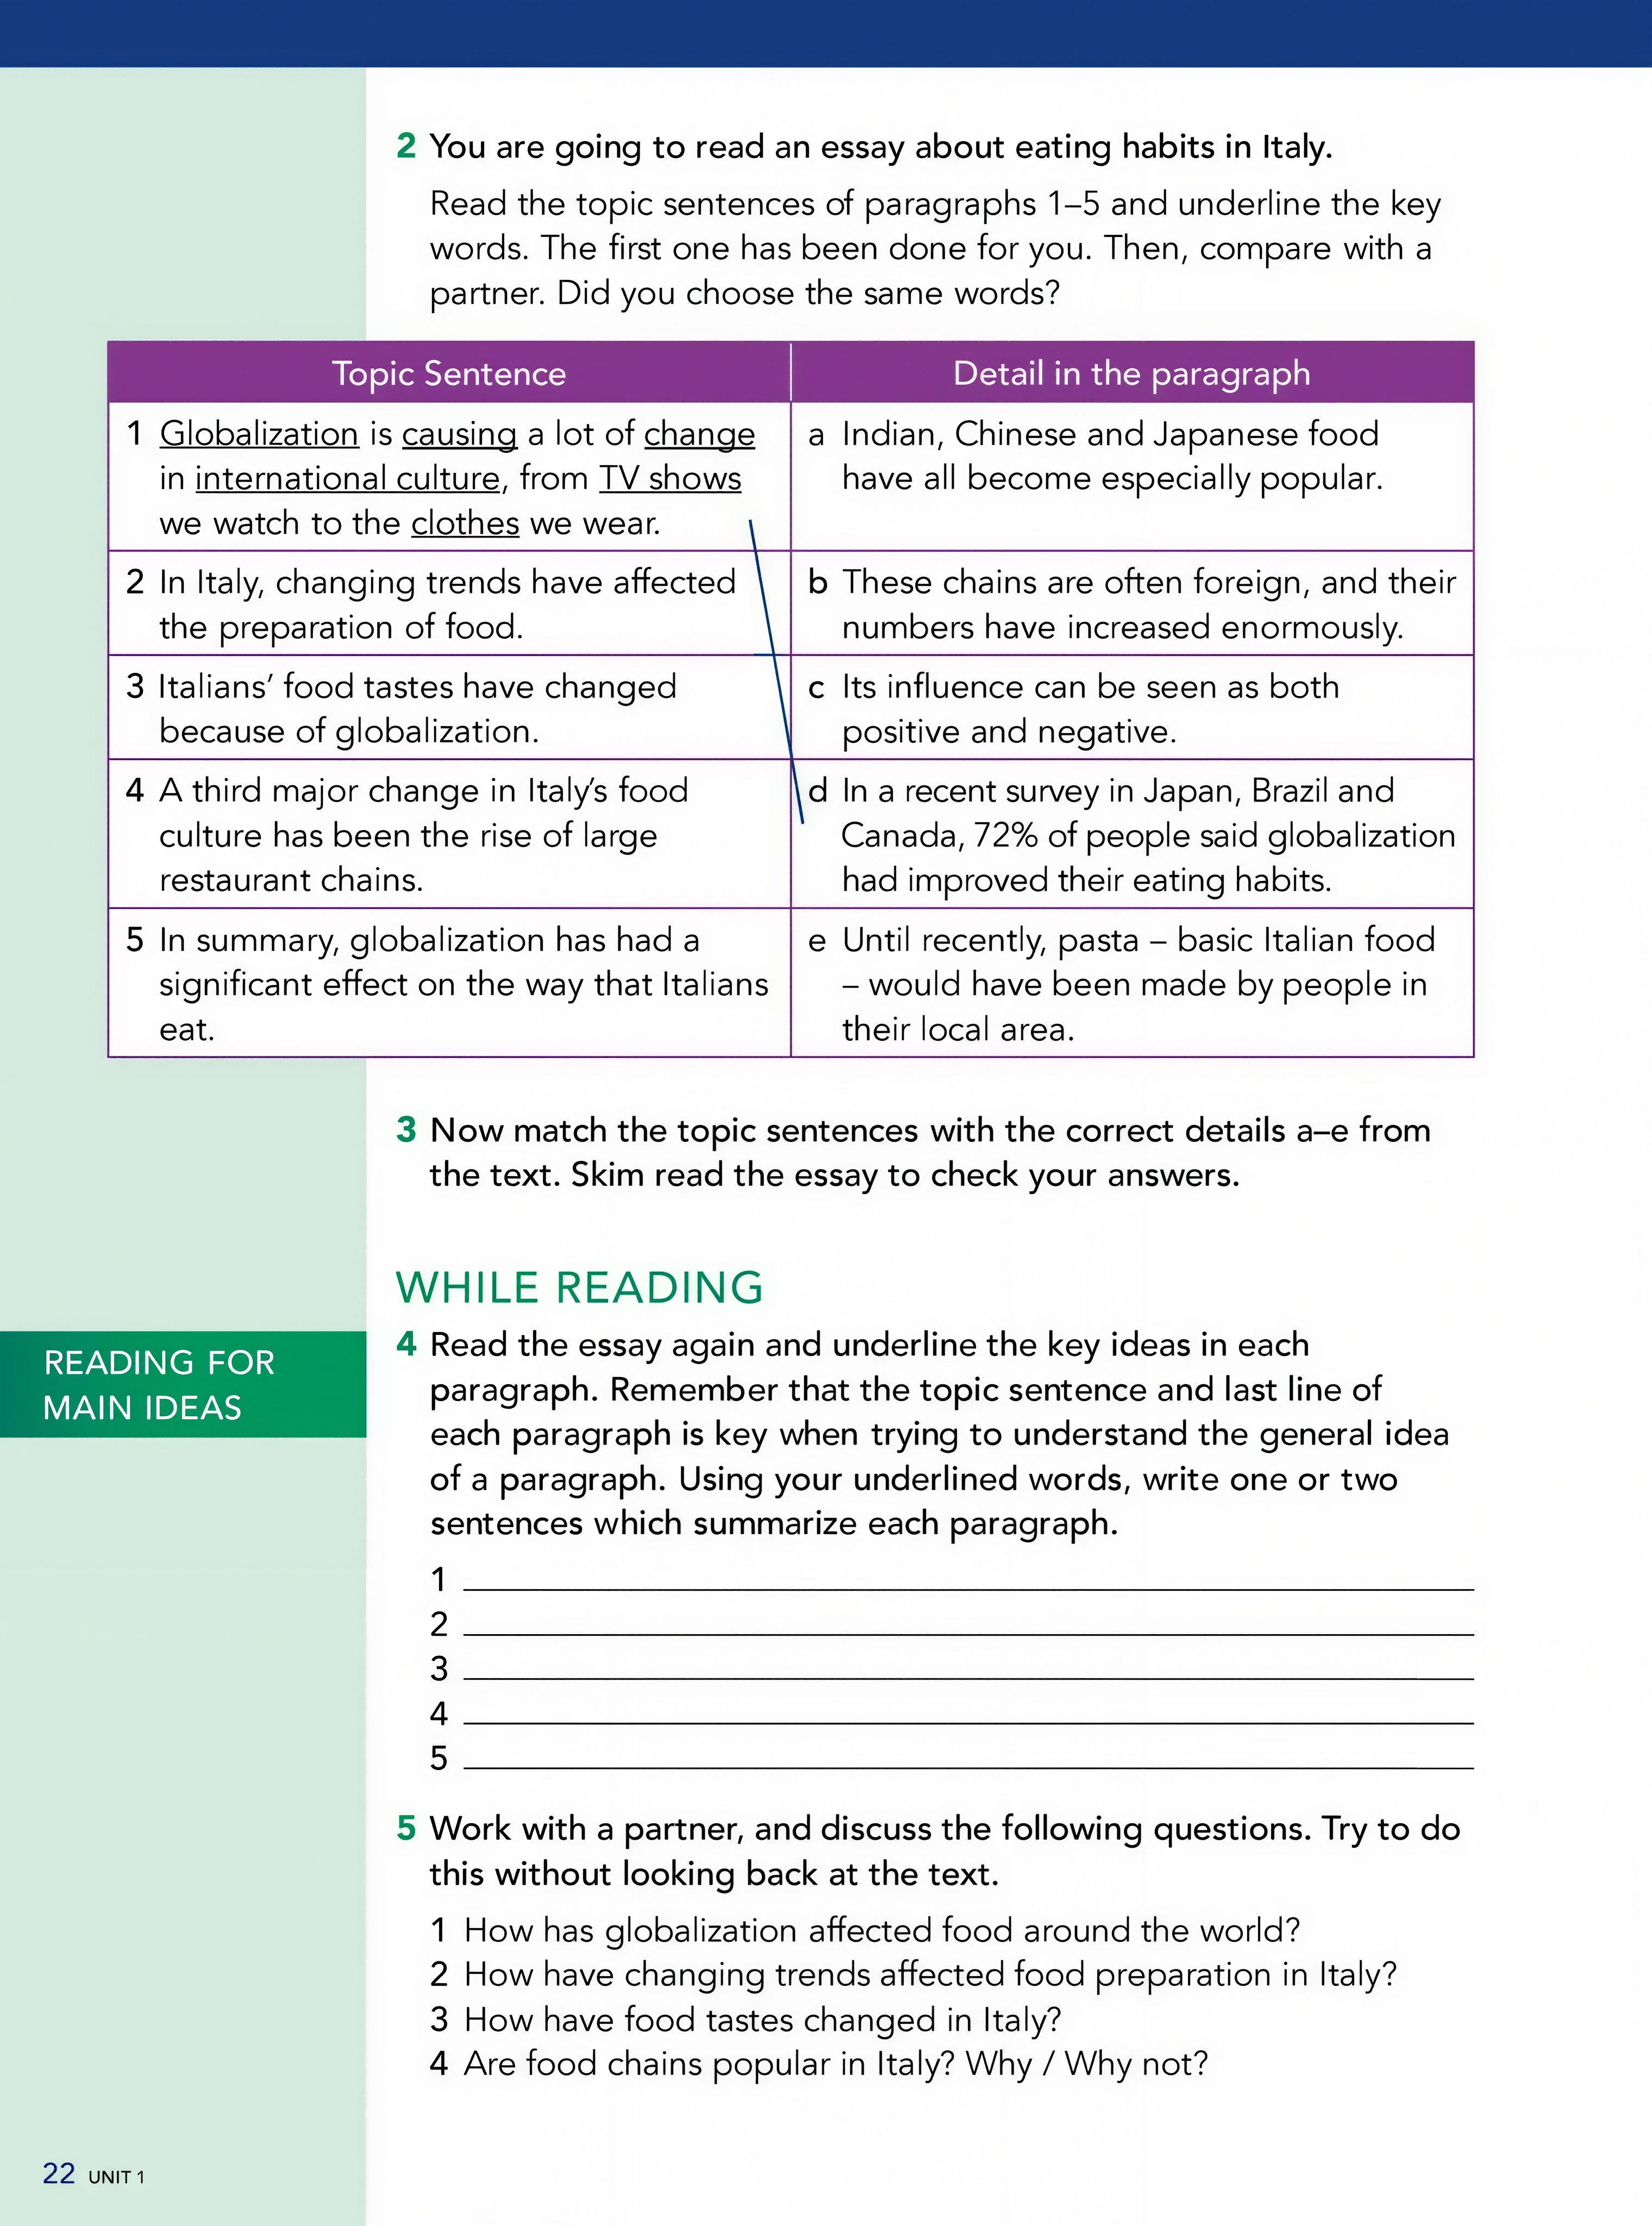 2 You are going to read an essay about eating habits in Italy.
Read the topic sentences of paragraphs 1–5 and underline the key
words. The first one has been done for you. Then, compare with a
partner. Did you choose the same words?
Topic Sentence
Detail in the paragraph
1 Globalization is causing a lot of change
in international culture, from TV shows
we watch to the clothes we wear.
a Indian, Chinese and Japanese food
have all become especially popular.
2 In Italy, changing trends have affected
the preparation of food.
b These chains are often foreign, and their
numbers have increased enormously.
3 Italians’ food tastes have changed
because of globalization.
c Its influence can be seen as both
positive and negative.
4 A third major change in Italy’s food
culture has been the rise of large
restaurant chains.
d In a recent survey in Japan, Brazil and
Canada, 72% of people said globalization
had improved their eating habits.
5 In summary, globalization has had a
significant effect on the way that Italians
eat.
e Until recently, pasta – basic Italian food
– would have been made by people in
their local area.
3 Now match the topic sentences with the correct details a–e from
the text. Skim read the essay to check your answers.
WHILE READING
READING FOR
MAIN IDEAS
4 Read the essay again and underline the key ideas in each
paragraph. Remember that the topic sentence and last line of
each paragraph is key when trying to understand the general idea
of a paragraph. Using your underlined words, write one or two
sentences which summarize each paragraph.
1
2
3
4
5
5 Work with a partner, and discuss the following questions. Try to do
this without looking back at the text.
1 How has globalization affected food around the world?
2 How have changing trends affected food preparation in Italy?
3 How have food tastes changed in Italy?
4 Are food chains popular in Italy? Why / Why not?
22 UNIT 1